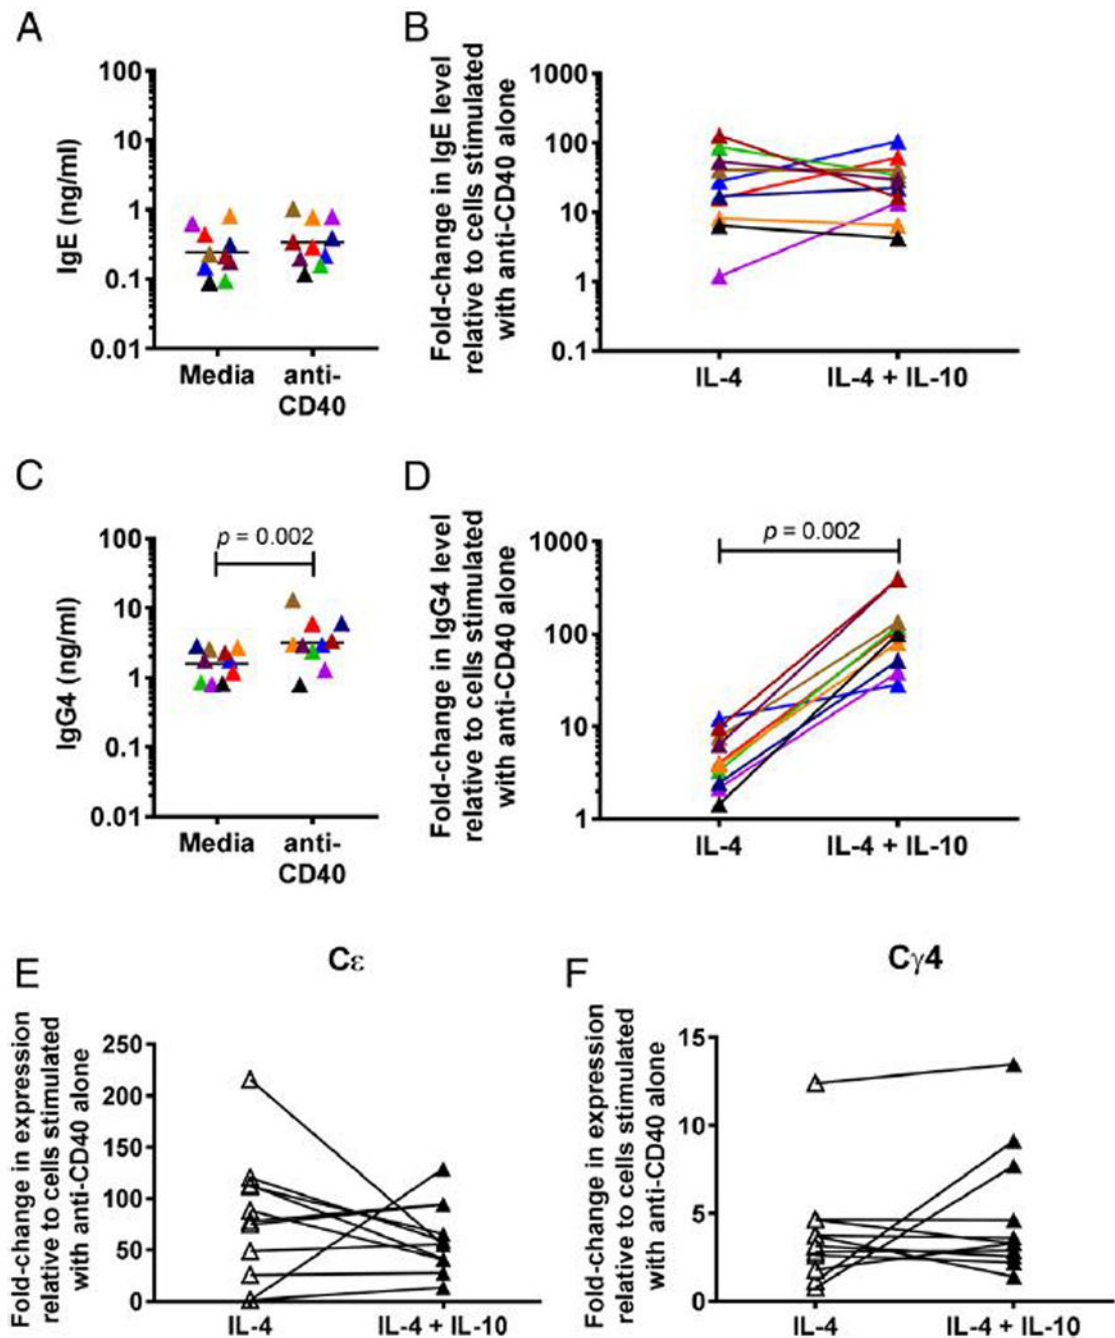 A
100
10
1
0.1
0.01
IgE (ng/ml)
Media
anti-
CD40
B
Fold-change in IgE level
relative to cells stimulated
with anti-CD40 alone
1000
100
10
1
0.1
IL-4
IL-4 + IL-10
C
100
10
1
0.1
0.01
IgG4 (ng/ml)
p = 0.002
Media
anti-
CD40
D
Fold-change in IgG4 level
relative to cells stimulated
with anti-CD40 alone
1000
100
10
1
p = 0.002
IL-4
IL-4 + IL-10
E
Cε
Fold-change in expression
relative to cells stimulated
with anti-CD40 alone
250
200
150
100
50
0
IL-4
IL-4 + IL-10
F
Cγ4
Fold-change in expression
relative to cells stimulated
with anti-CD40 alone
15
10
5
0
IL-4
IL-4 + IL-10